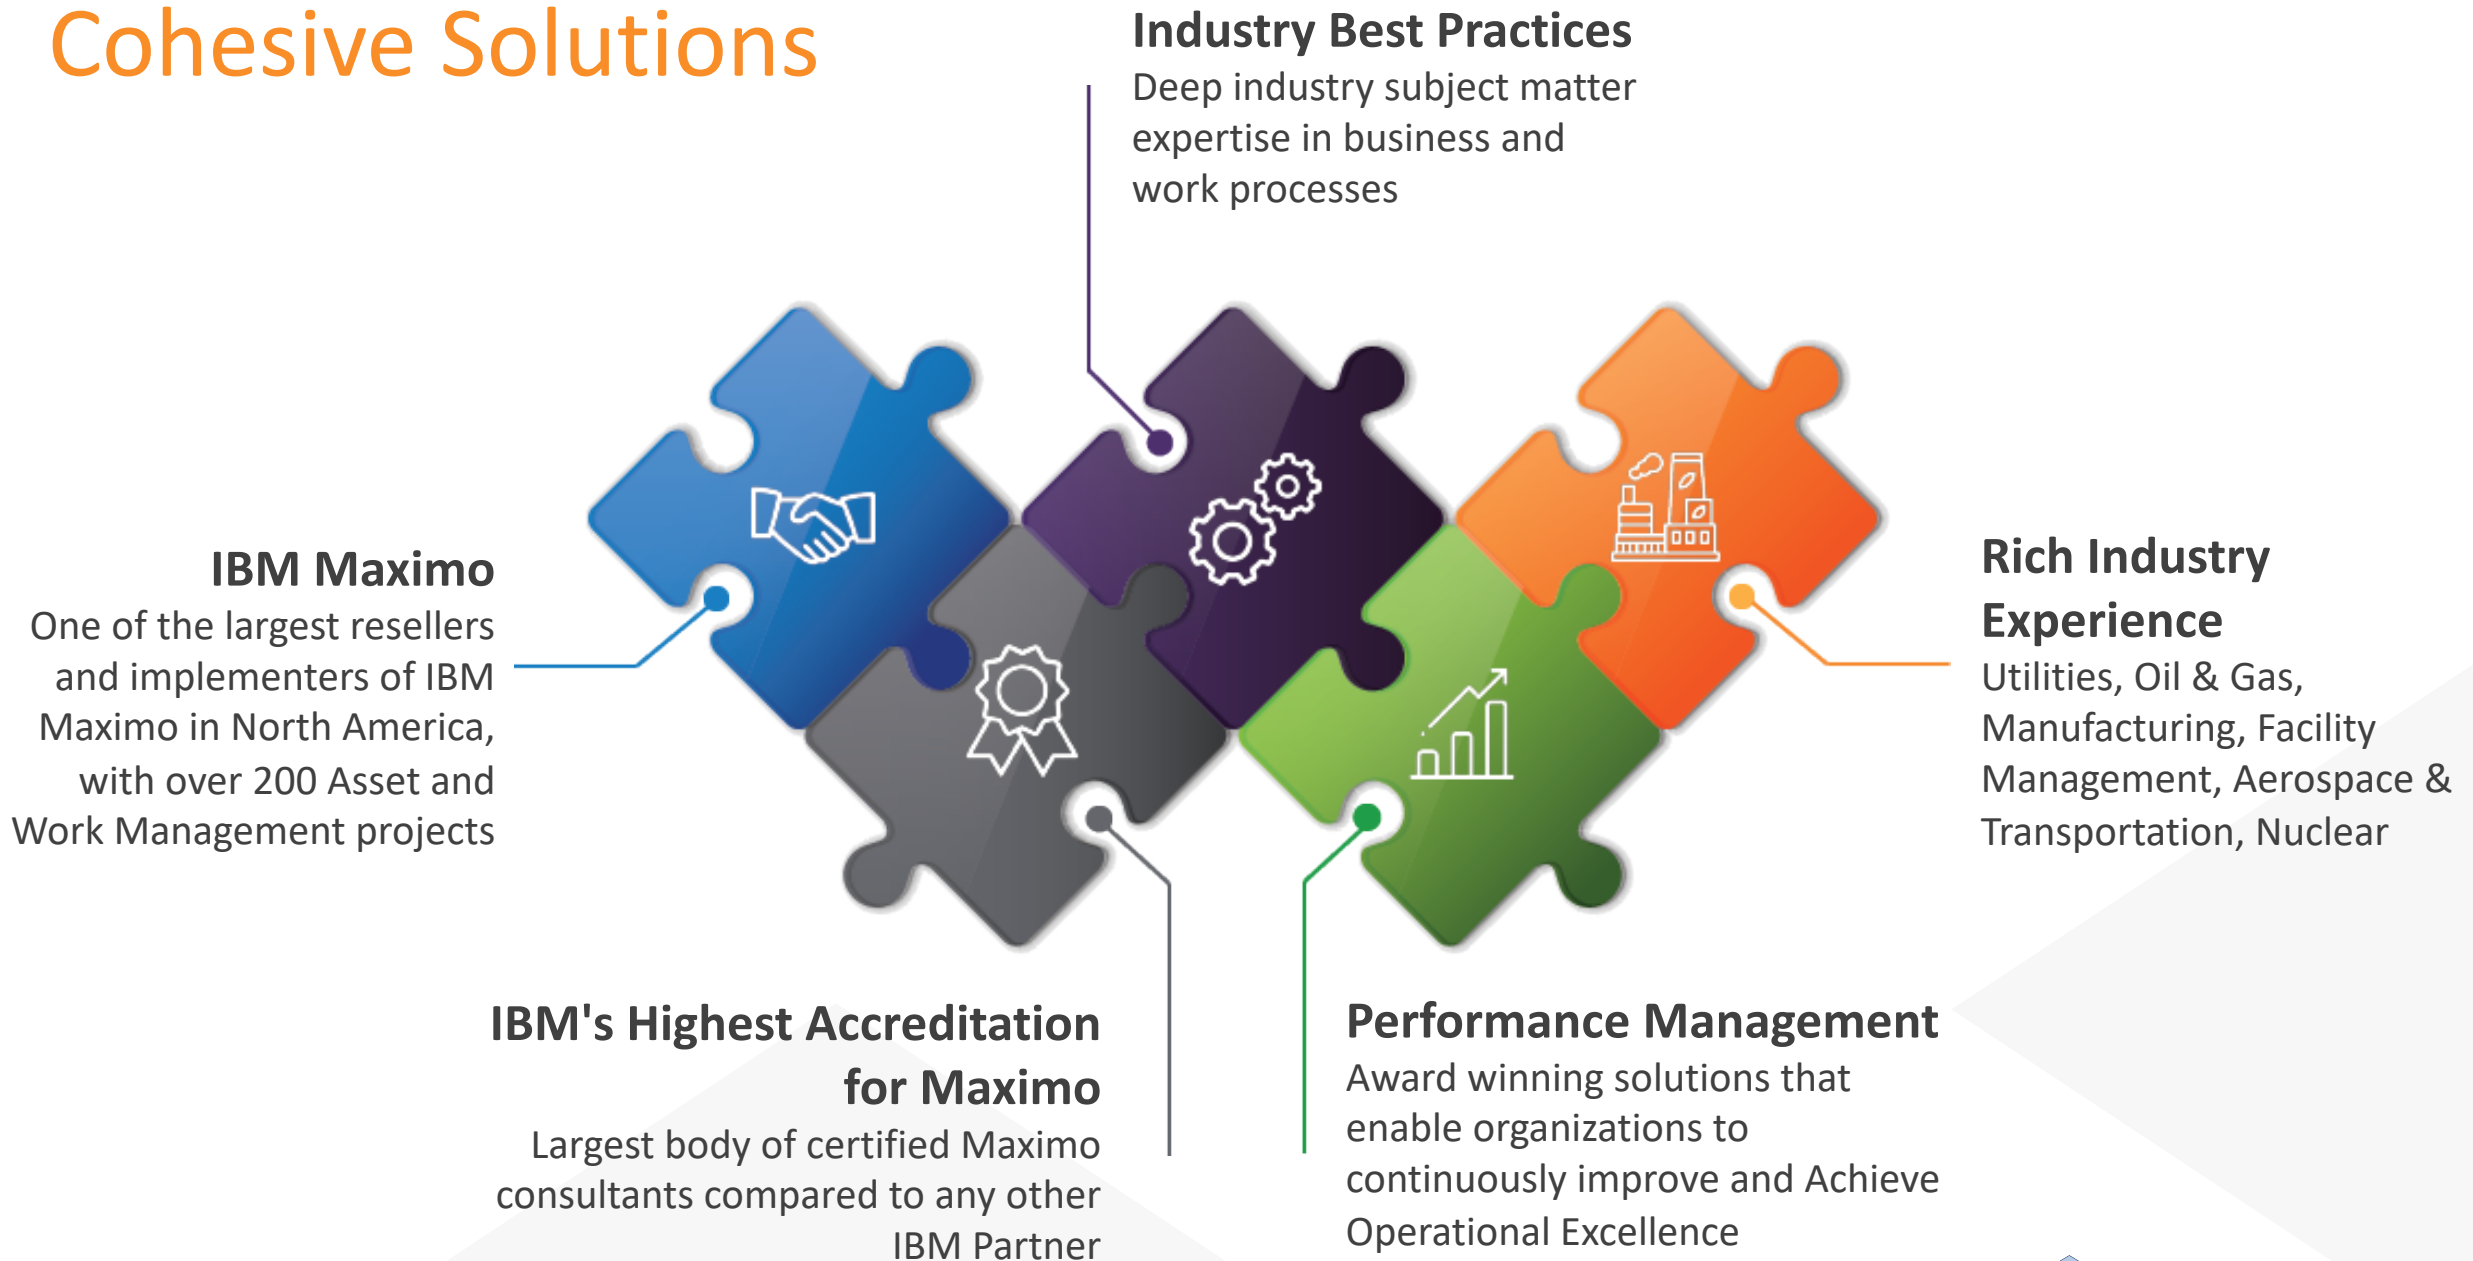 Cohesive Solutions
Industry Best Practices
Deep industry subject matter
expertise in business and
work processes
IBM Maximo
One of the largest resellers
and implementers of IBM
Maximo in North America,
with over 200 Asset and
Work Management projects
Rich Industry
Experience
Utilities, Oil & Gas,
Manufacturing, Facility
Management, Aerospace &
Transportation, Nuclear
IBM's Highest Accreditation
for Maximo
Largest body of certified Maximo
consultants compared to any other
IBM Partner
Performance Management
Award winning solutions that
enable organizations to
continuously improve and Achieve
Operational Excellence